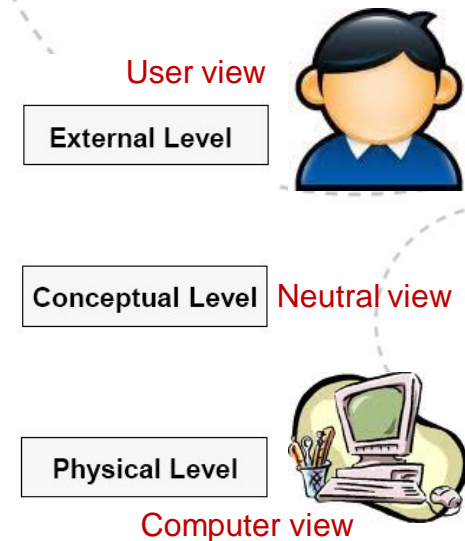 User view
External Level
Conceptual Level Neutral view
Physical Level
Computer view